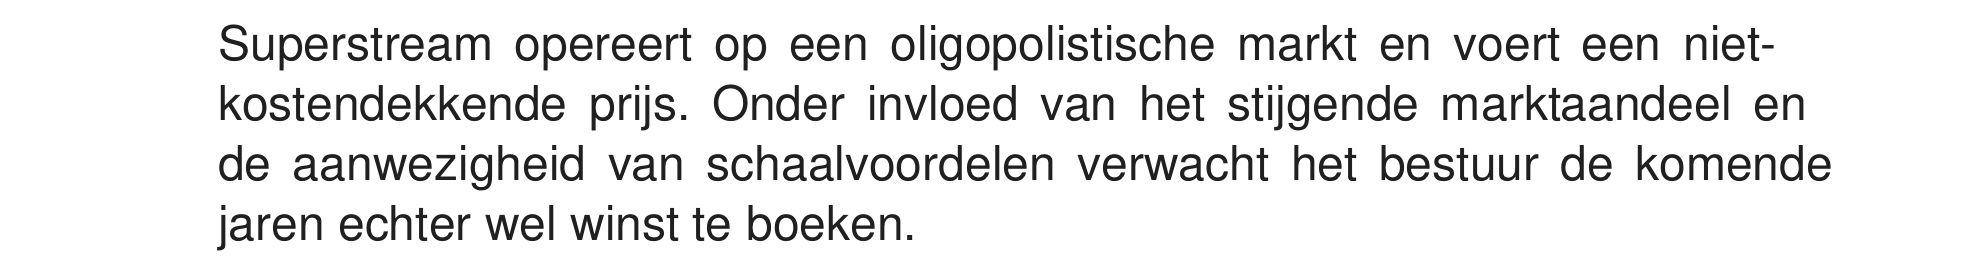 Superstream opereert op een oligopolistische markt en voert een niet-
kostendekkende prijs. Onder invloed van het stijgende marktaandeel en
de aanwezigheid van schaalvoordelen verwacht het bestuur de komende
jaren echter wel winst te boeken.